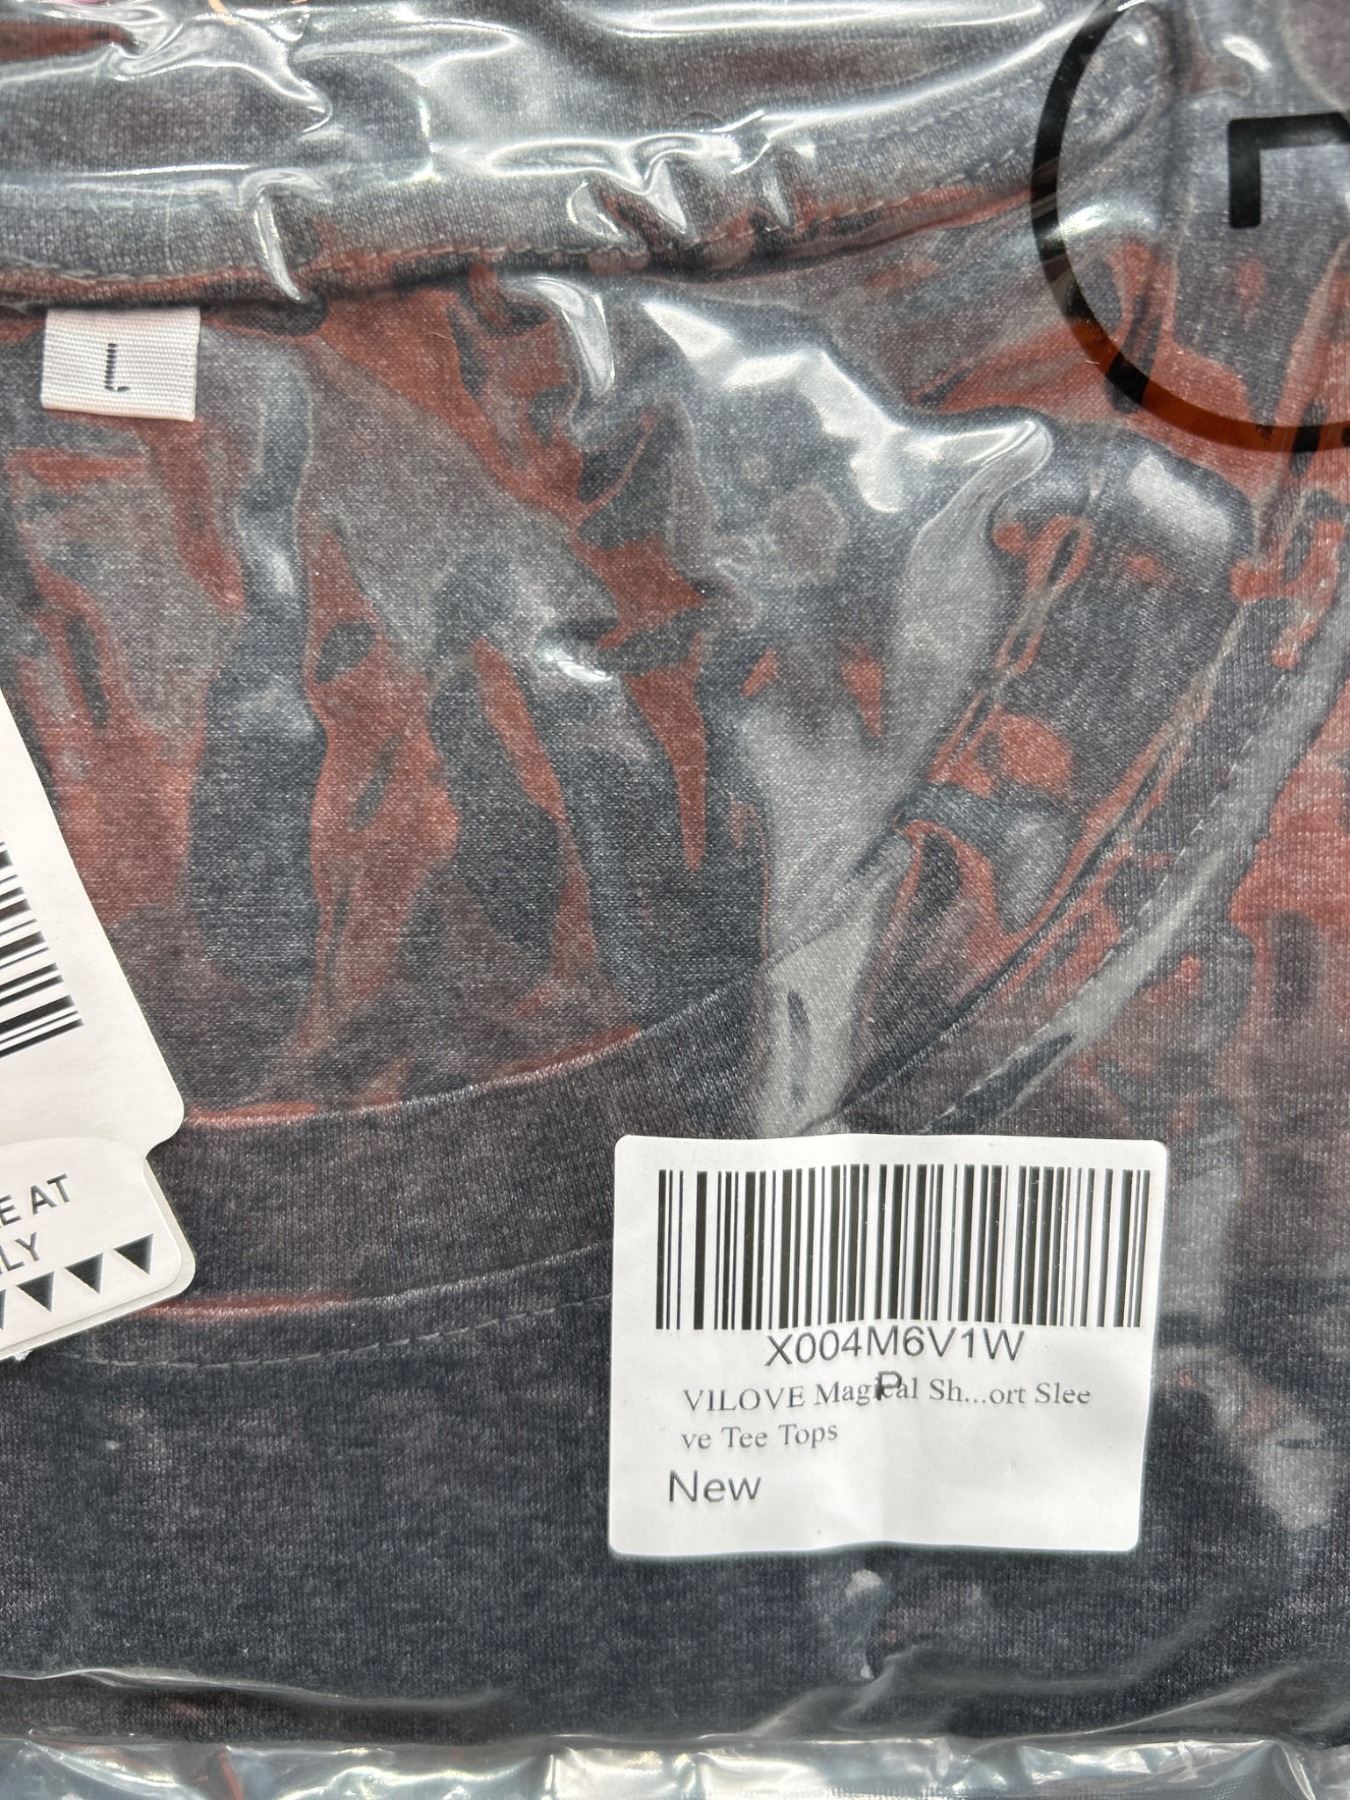 L
E AT
LY
X004M6V1W
P
VILOVE Magical Sh...ort Slee
ve Tee Tops
New